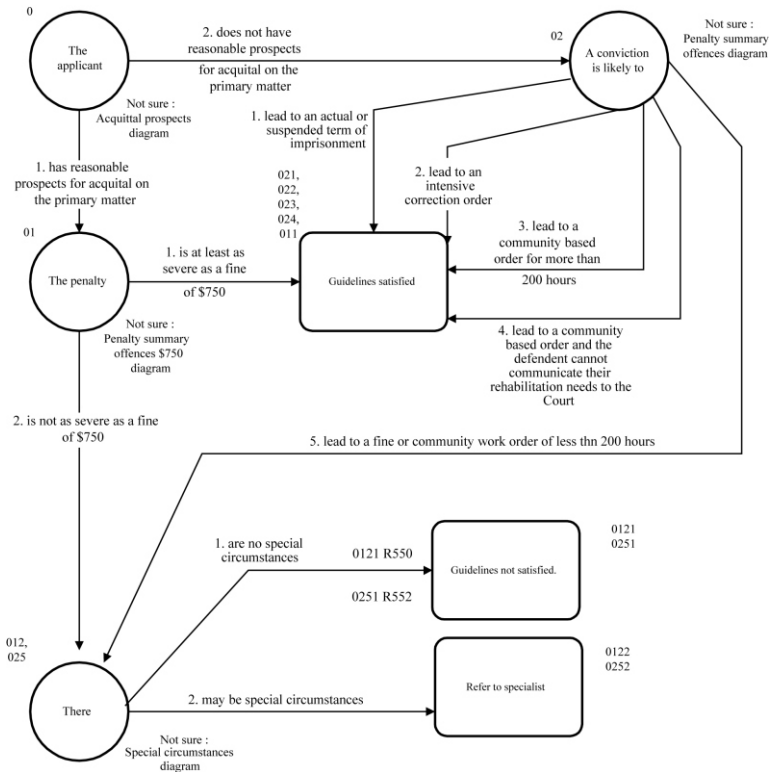 0
The
applicant
2. does not have
reasonable prospects
for acquital on the
primary matter
02
A conviction
is likely to
Not sure :
Penalty summary
offences diagram
Not sure :
Acquittal prospects
diagram
1. has reasonable
prospects for acquital on
the primary matter
1. lead to an actual or
suspended term of
imprisonment
2. lead to an
intensive
correction order
3. lead to a
community based
order for more than
200 hours
4. lead to a community
based order and the
defendent cannot
communicate their
rehabilitation needs to the
Court
021,
022,
023,
024,
011
01
The penalty
1. is at least as
severe as a fine
of $750
Guidelines satisfied
Not sure :
Penalty summary
offences $750
diagram
2. is not as severe as a fine
of $750
5. lead to a fine or community work order of less thn 200 hours
1. are no special
circumstances
0121 R550
0251 R552
Guidelines not satisfied.
0121
0251
012,
025
There
2. may be special circumstances
Refer to specialist
0122
0252
Not sure :
Special circumstances
diagram